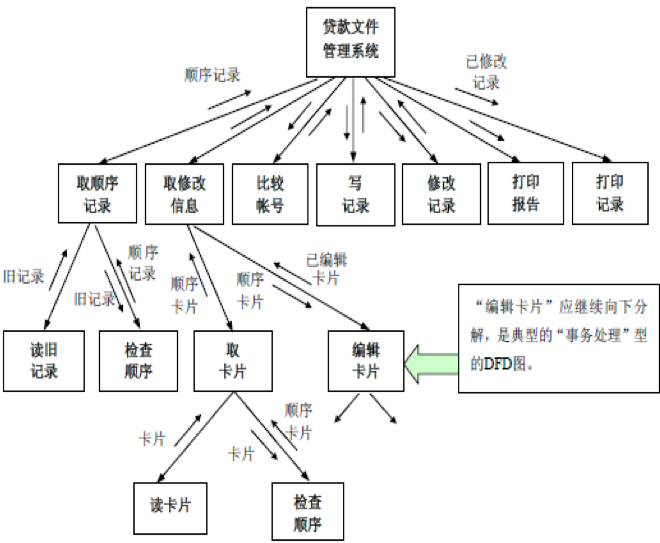 贷款文件
管理系统
顺序记录
已修改
记录
取顺序
记录
取修改
信息
比较
帐号
写
记录
修改
记录
打印
报告
打印
记录
旧记录
旧记录
顺序
记录
顺序
卡片
顺序
卡片
已编辑
卡片
读旧
记录
检查
顺序
取
卡片
编辑
卡片
“编辑卡片”应继续向下分
解，是典型的“事务处理”型
的DFD图。
卡片
卡片
顺序
卡片
读卡片
检查
顺序